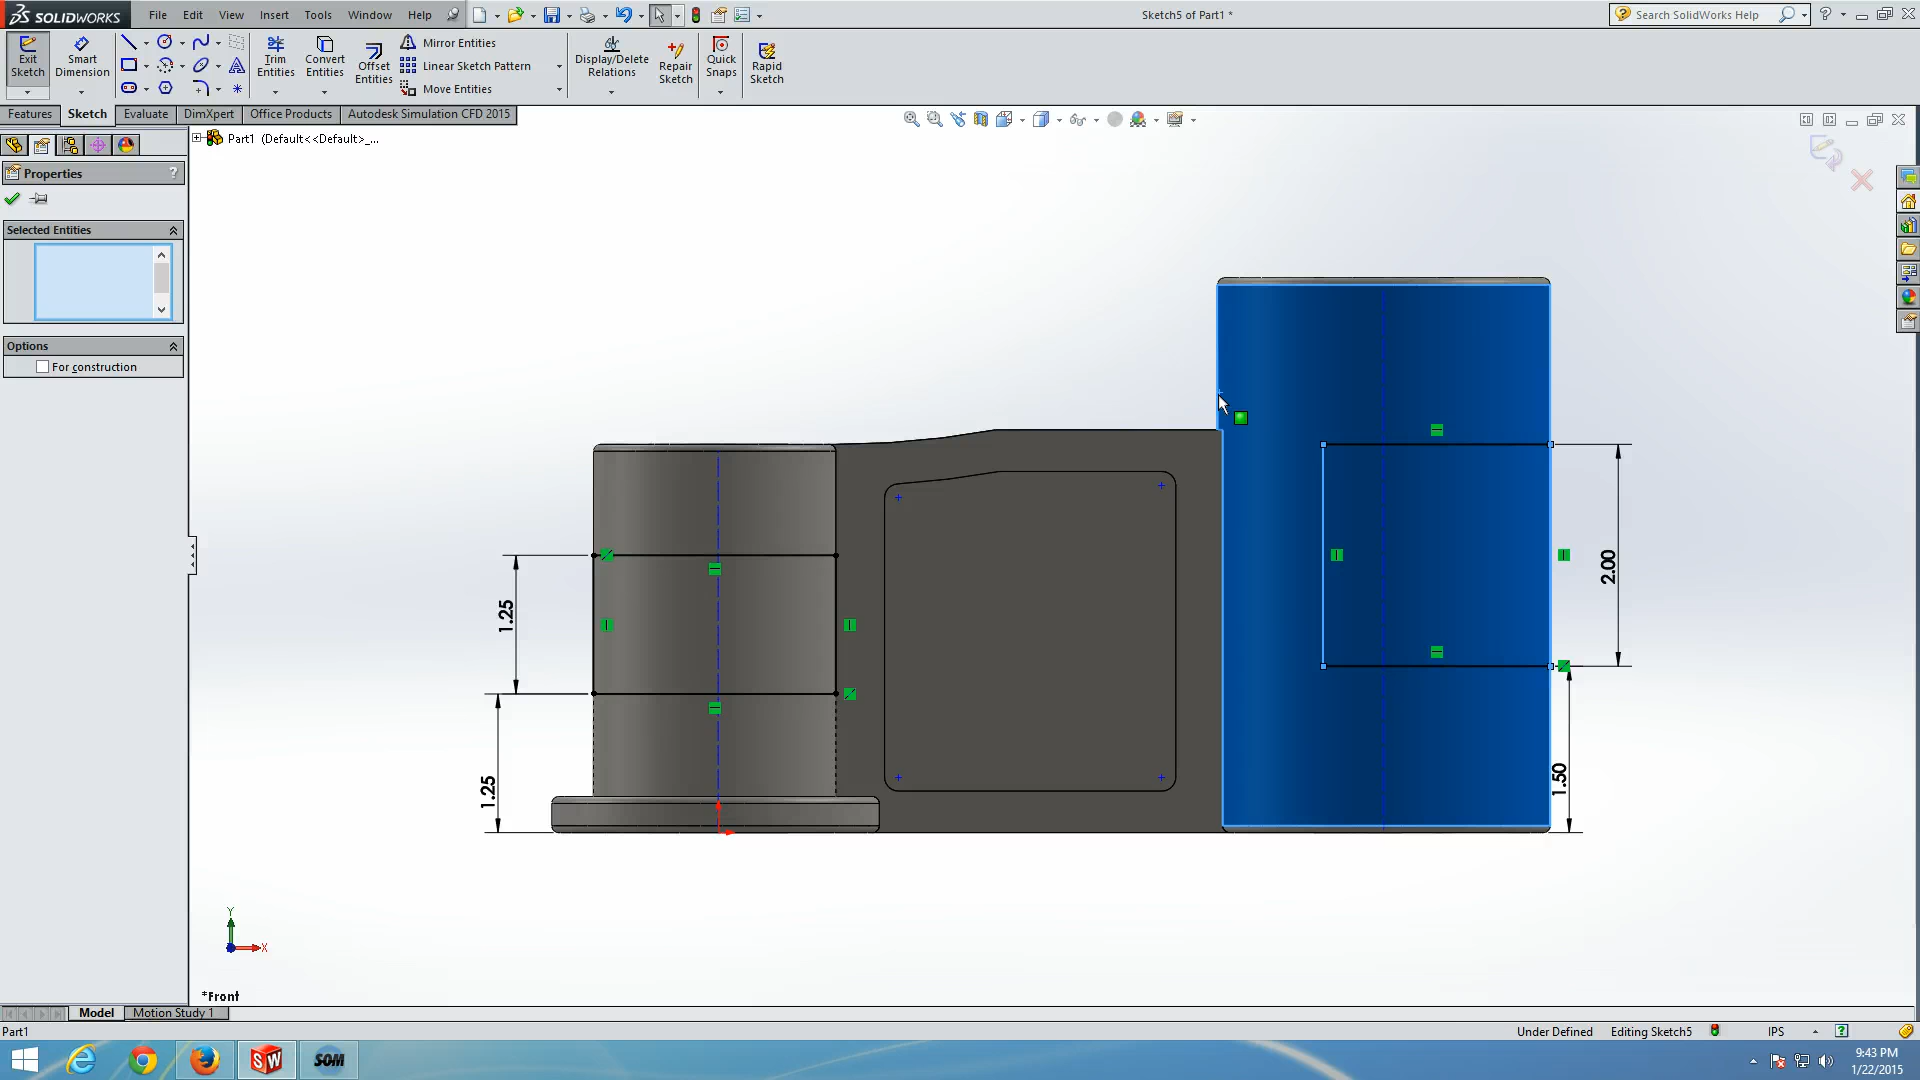 SOLIDWORKS File Edit View Insert Tools Window Help Sketch5 of Part1 * Search SolidWorks Help
Exit Sketch
Smart Dimension
Trim Entities
Convert Entities
Offset Entities
Mirror Entities
Linear Sketch Pattern
Move Entities
Display/Delete Relations
Repair Sketch
Quick Snaps
Rapid Sketch
Features Sketch Evaluate DimXpert Office Products Autodesk Simulation CFD 2015
Part1 (Default<<Default>_...
Properties ?
Selected Entities
Options
For construction
2.00
1.25
1.25
1.50
Y
X
*Front
Model Motion Study 1
Part1 Under Defined Editing Sketch5 IPS
SW SOM
9:43 PM
1/22/2015